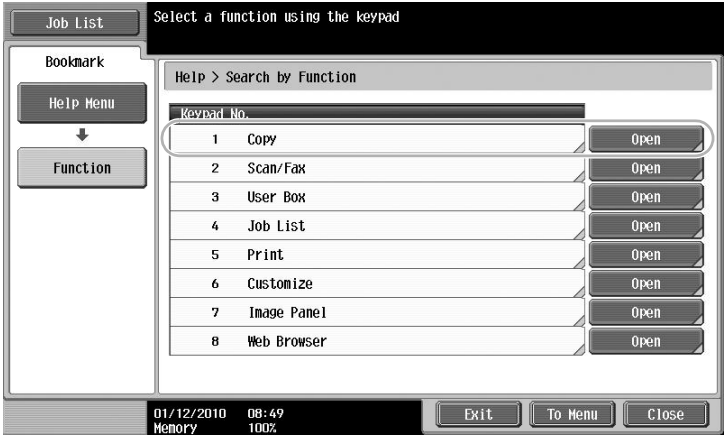 Job List
Select a function using the keypad
Bookmark
Help Menu
Function
Help > Search by Function
Keypad No.
1 Copy Open
2 Scan/Fax Open
3 User Box Open
4 Job List Open
5 Print Open
6 Customize Open
7 Image Panel Open
8 Web Browser Open
01/12/2010 08:49
Memory 100%
Exit To Menu Close